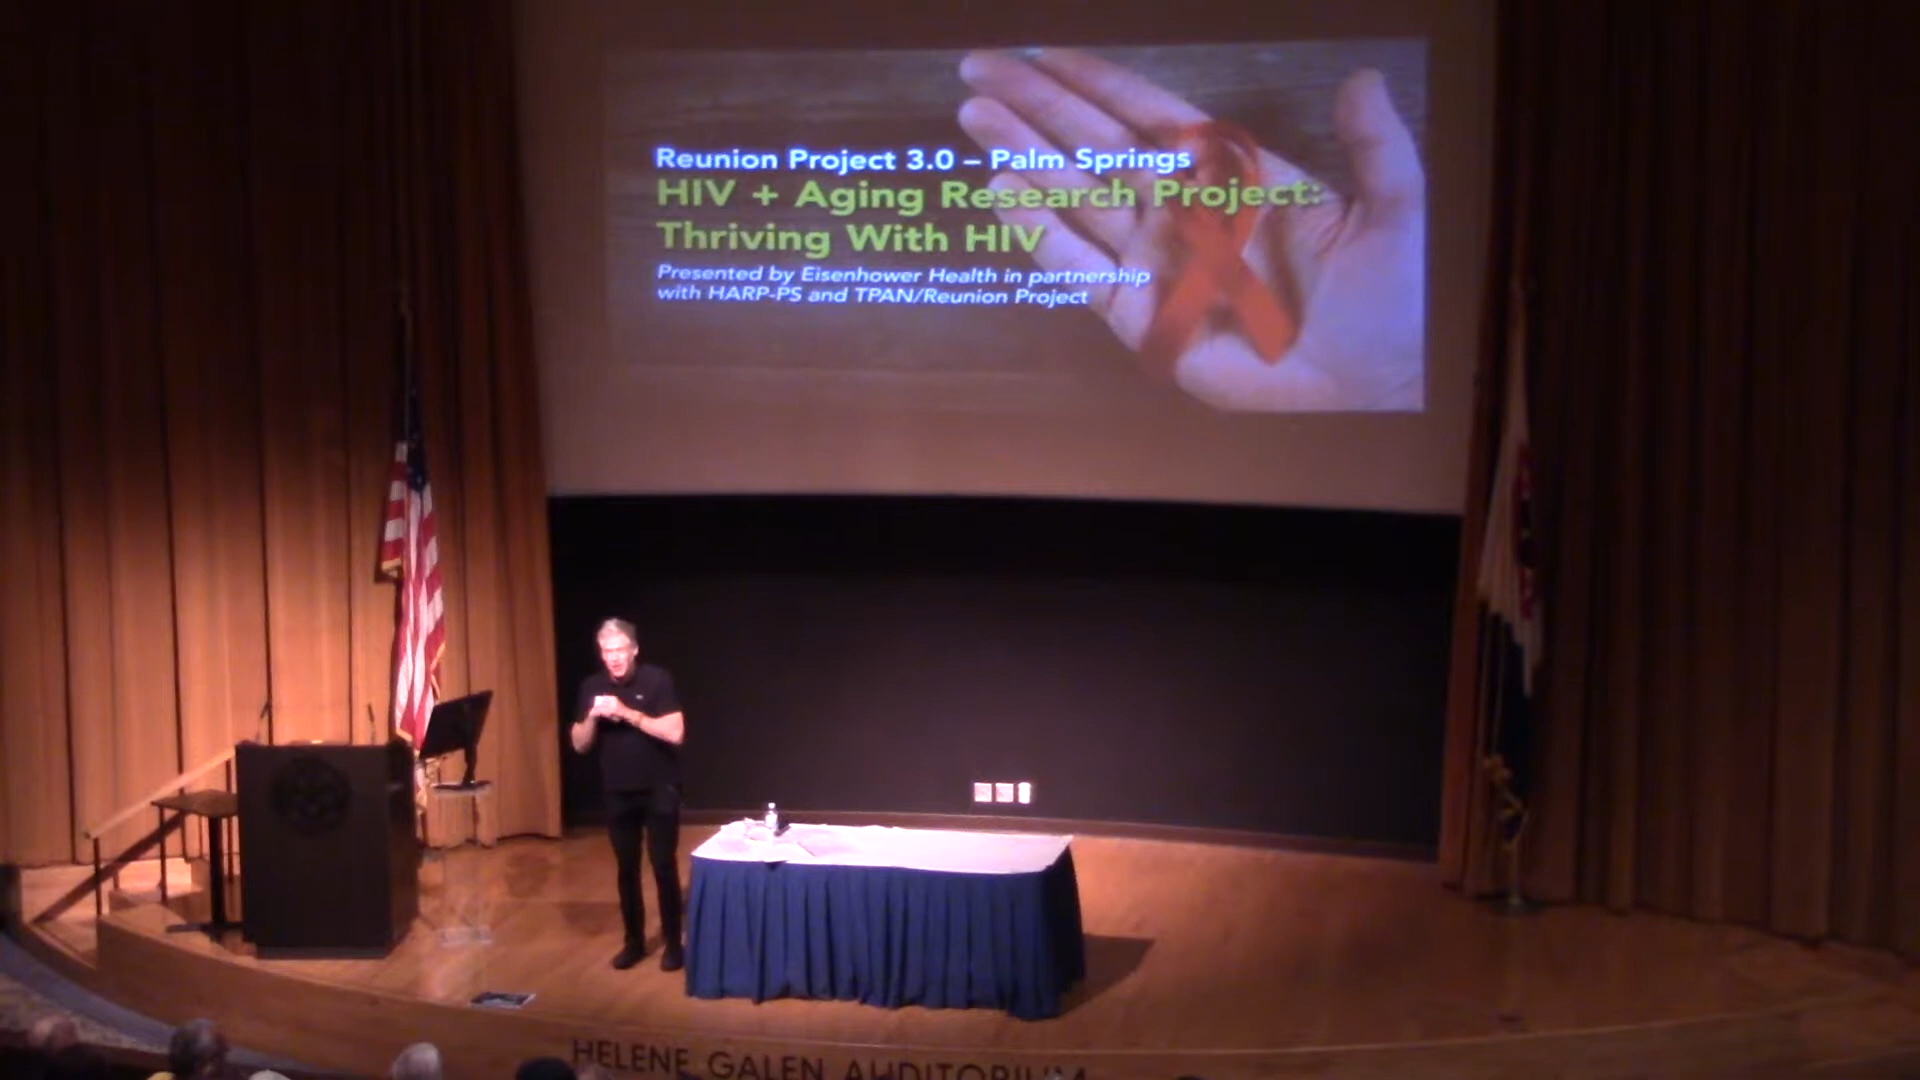 Reunion Project 3.0 – Palm Springs
HIV + Aging Research Project:
Thriving With HIV
Presented by Eisenhower Health in partnership
with HARP-PS and TPAN/Reunion Project
HELENE GALEN AUDITORIUM